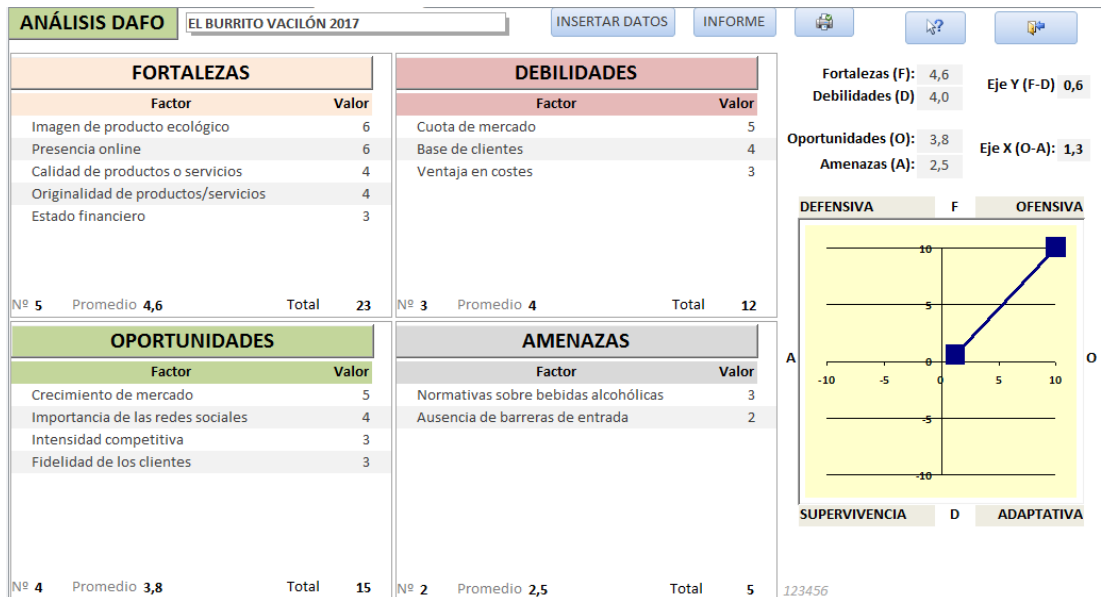 ANÁLISIS DAFO
EL BURRITO VACILÓN 2017
INSERTAR DATOS
INFORME
?
FORTALEZAS
Factor Valor
Imagen de producto ecológico 6
Presencia online 6
Calidad de productos o servicios 4
Originalidad de productos/servicios 4
Estado financiero 3
Nº 5 Promedio 4,6 Total 23
DEBILIDADES
Factor Valor
Cuota de mercado 5
Base de clientes 4
Ventaja en costes 3
Nº 3 Promedio 4 Total 12
OPORTUNIDADES
Factor Valor
Crecimiento de mercado 5
Importancia de las redes sociales 4
Intensidad competitiva 3
Fidelidad de los clientes 3
Nº 4 Promedio 3,8 Total 15
AMENAZAS
Factor Valor
Normativas sobre bebidas alcohólicas 3
Ausencia de barreras de entrada 2
Nº 2 Promedio 2,5 Total 5
Fortalezas (F): 4,6
Debilidades (D) 4,0
Eje Y (F-D) 0,6
Oportunidades (O): 3,8
Amenazas (A): 2,5
Eje X (O-A): 1,3
DEFENSIVA F OFENSIVA
10
5
A 0 O
-10 -5 0 5 10
-5
-10
SUPERVIVENCIA D ADAPTATIVA
123456